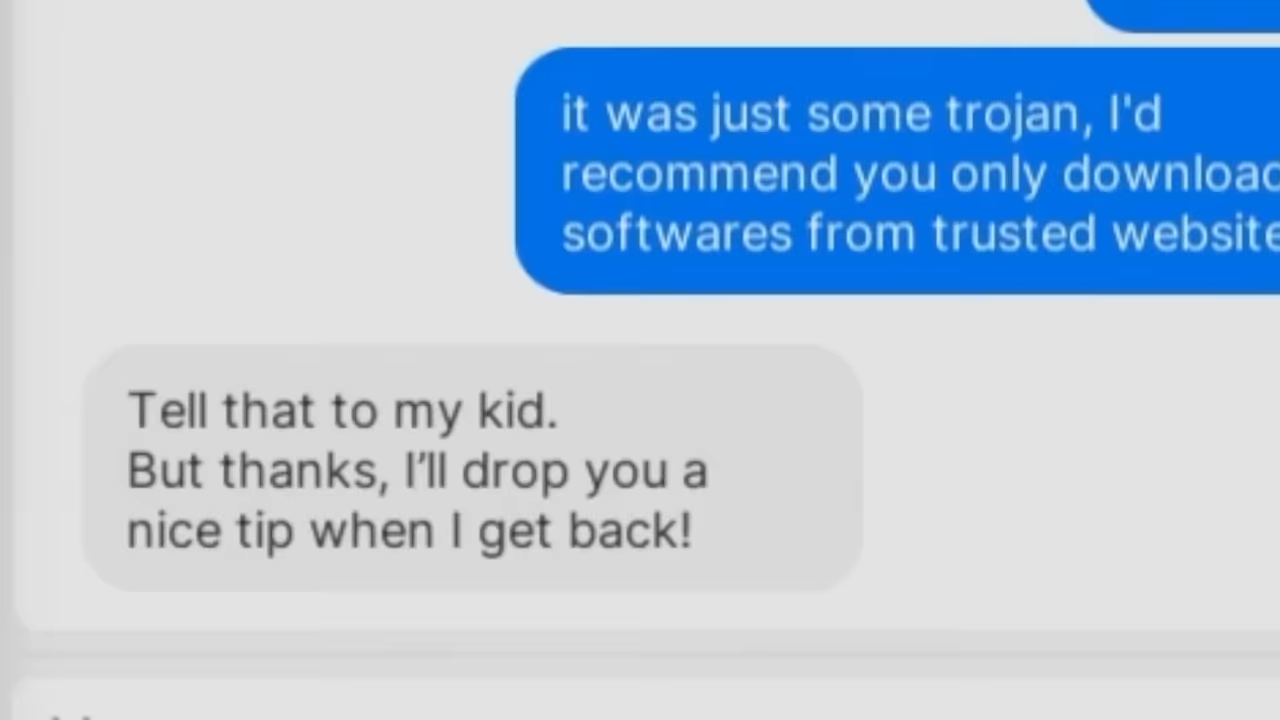 it was just some trojan, I'd
recommend you only download
softwares from trusted website
Tell that to my kid.
But thanks, I’ll drop you a
nice tip when I get back!